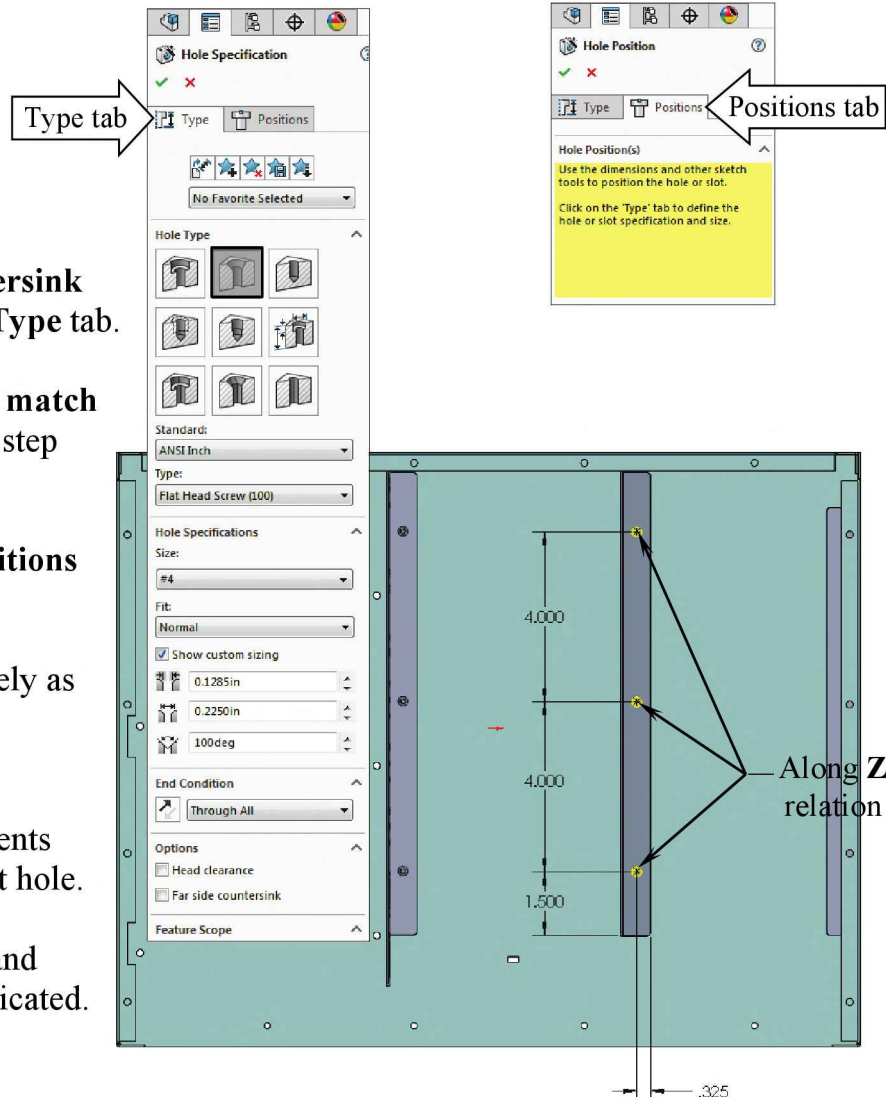 Hole Specification
Type tab
Type
Positions
No Favorite Selected
Hole Type
Standard:
ANSI Inch
Type:
Flat Head Screw (100)
Hole Specifications
Size:
#4
Fit:
Normal
Show custom sizing
0.1285in
0.2250in
100deg
End Condition
Through All
Options
Head clearance
Far side countersink
Feature Scope
Hole Position
Type
Positions
Positions tab
Hole Position(s)
Use the dimensions and other sketch
tools to position the hole or slot.
Click on the 'Type' tab to define the
hole or slot specification and size.
ersink
Type tab.
match
step
itions
ely as
ents
t hole.
and
icated.
4.000
4.000
1.500
.325
Along Z
relation